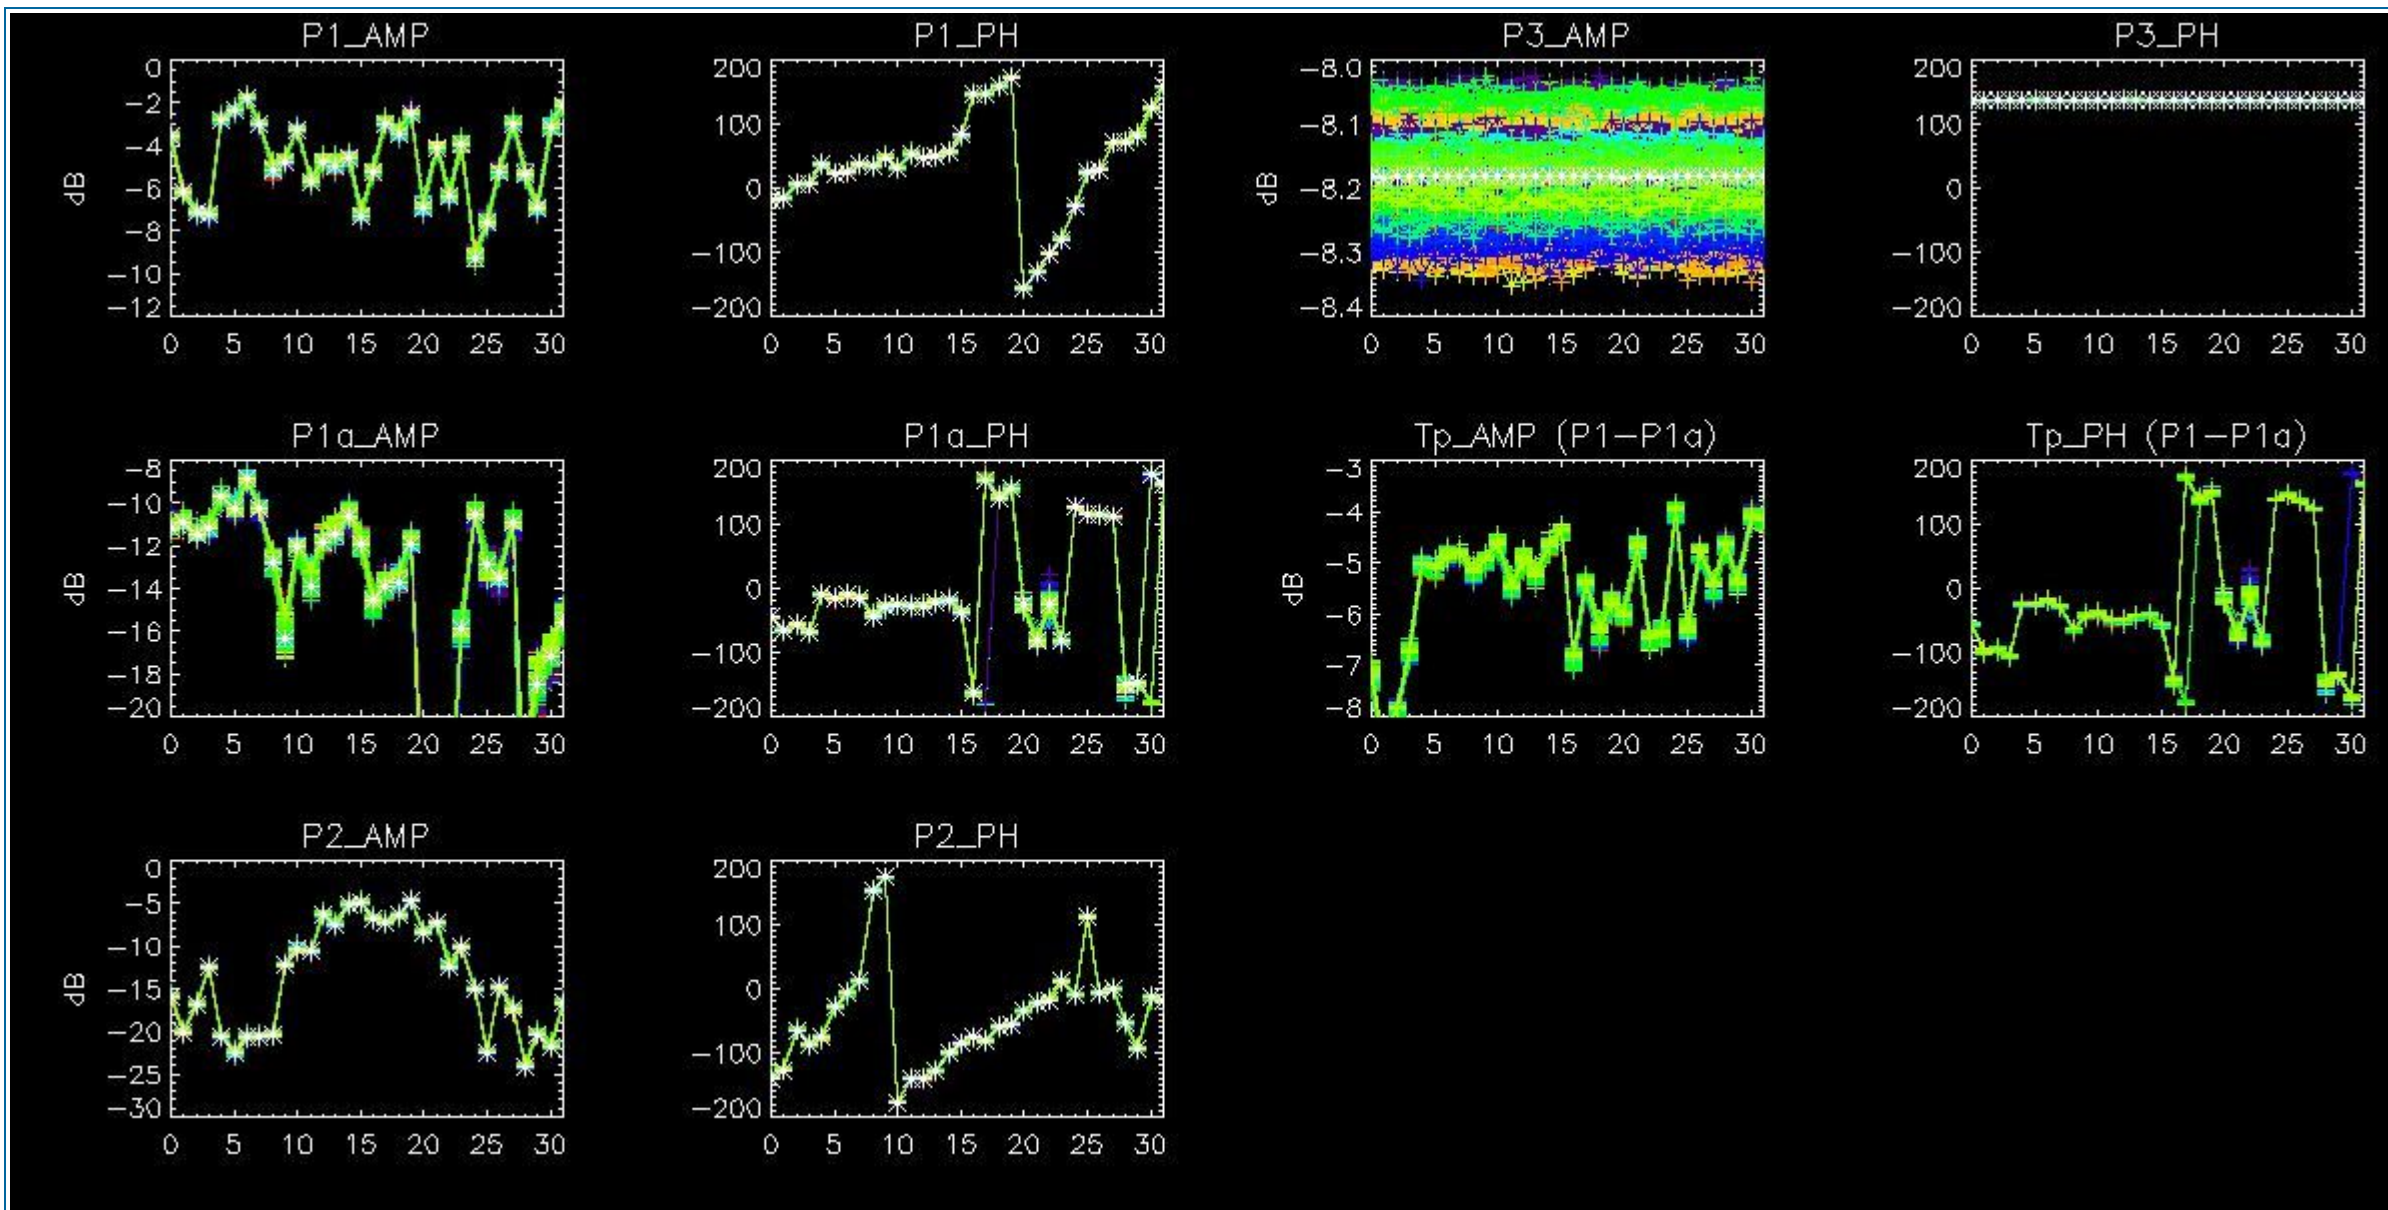 P1_AMP
0
−2
−4
−6
−8
−10
−12
dB
0 5 10 15 20 25 30
P1_PH
200
100
0
−100
−200
0 5 10 15 20 25 30
P3_AMP
−8.0
−8.1
−8.2
−8.3
−8.4
dB
0 5 10 15 20 25 30
P3_PH
200
100
0
−100
−200
0 5 10 15 20 25 30
P1a_AMP
−8
−10
−12
−14
−16
−18
−20
dB
0 5 10 15 20 25 30
P1a_PH
200
100
0
−100
−200
0 5 10 15 20 25 30
Tp_AMP (P1−P1a)
−3
−4
−5
−6
−7
−8
dB
0 5 10 15 20 25 30
Tp_PH (P1−P1a)
200
100
0
−100
−200
0 5 10 15 20 25 30
P2_AMP
0
−5
−10
−15
−20
−25
−30
dB
0 5 10 15 20 25 30
P2_PH
200
100
0
−100
−200
0 5 10 15 20 25 30